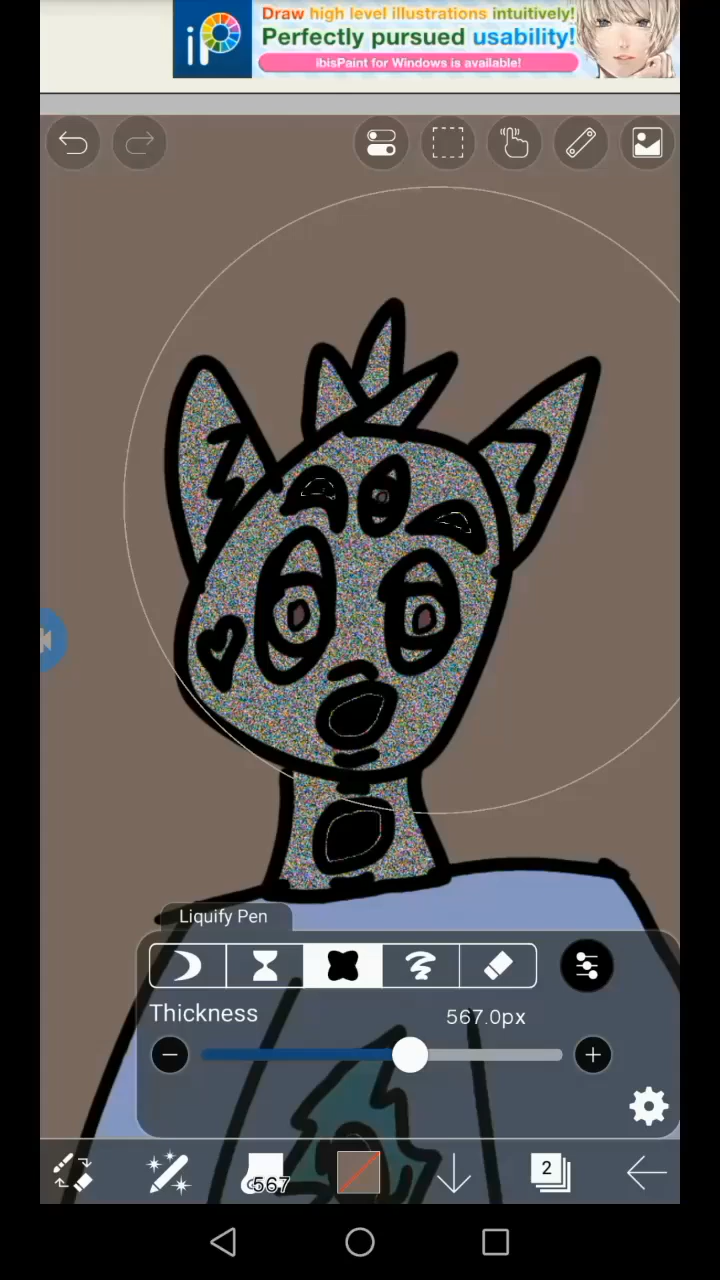 Draw high level illustrations intuitively!
iP
Perfectly pursued usability!
ibisPaint for Windows is available!
Liquify Pen
Thickness
567.0px
567
2